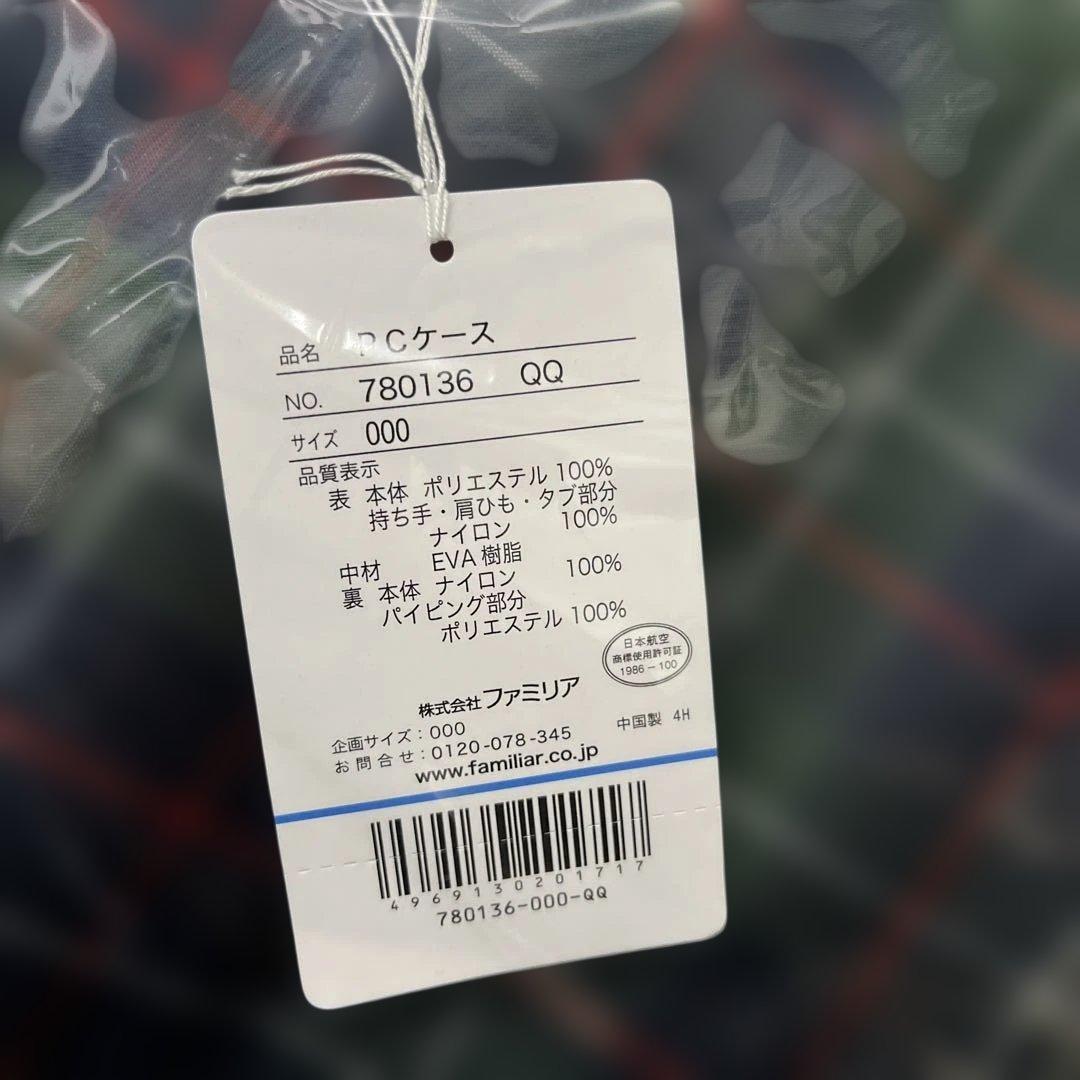 品名 PCケース
NO. 780136 QQ
サイズ 000
品質表示
表 本体 ポリエステル 100%
持ち手・肩ひも・タブ部分
ナイロン 100%
中材 EVA樹脂
裏 本体 ナイロン 100%
パイピング部分
ポリエステル 100%
日本航空
商標使用許可証
1986-100
株式会社ファミリア
企画サイズ:000 中国製 4H
お問合せ:0120-078-345
www.familiar.co.jp
4969130201717
780136-000-QQ